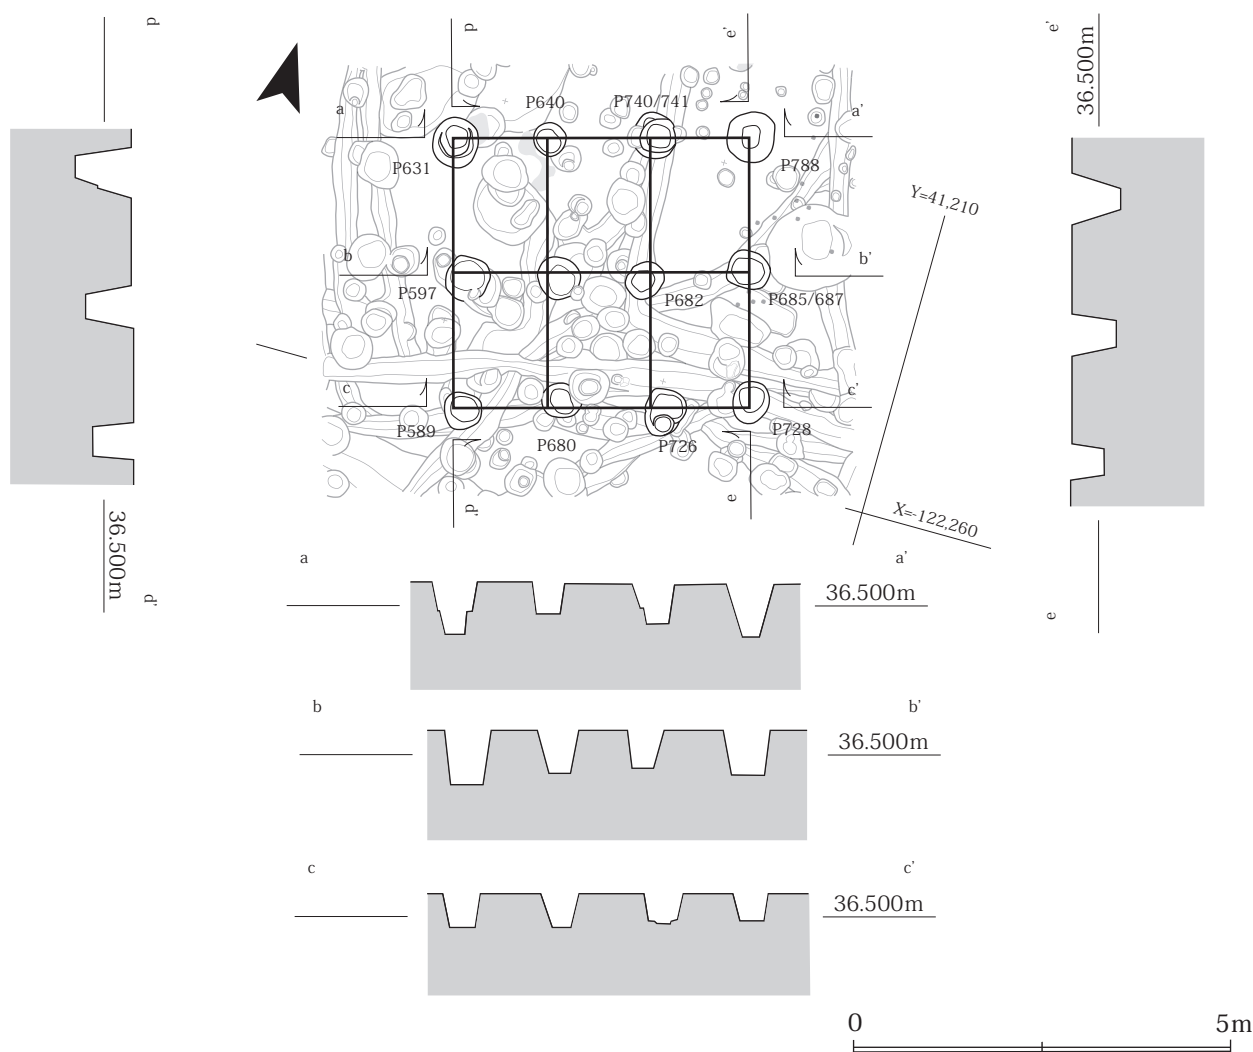 d
d
e'
e'
36.500m
P640
P740/741
a
a'
P631
P788
Y=41,210
b
b'
P597
P682
P685/687
c
c'
P589
P680
P726
P728
36.500m
d'
d'
e
e
X=-122,260
a
a'
36.500m
b
b'
36.500m
c
c'
36.500m
0
5m